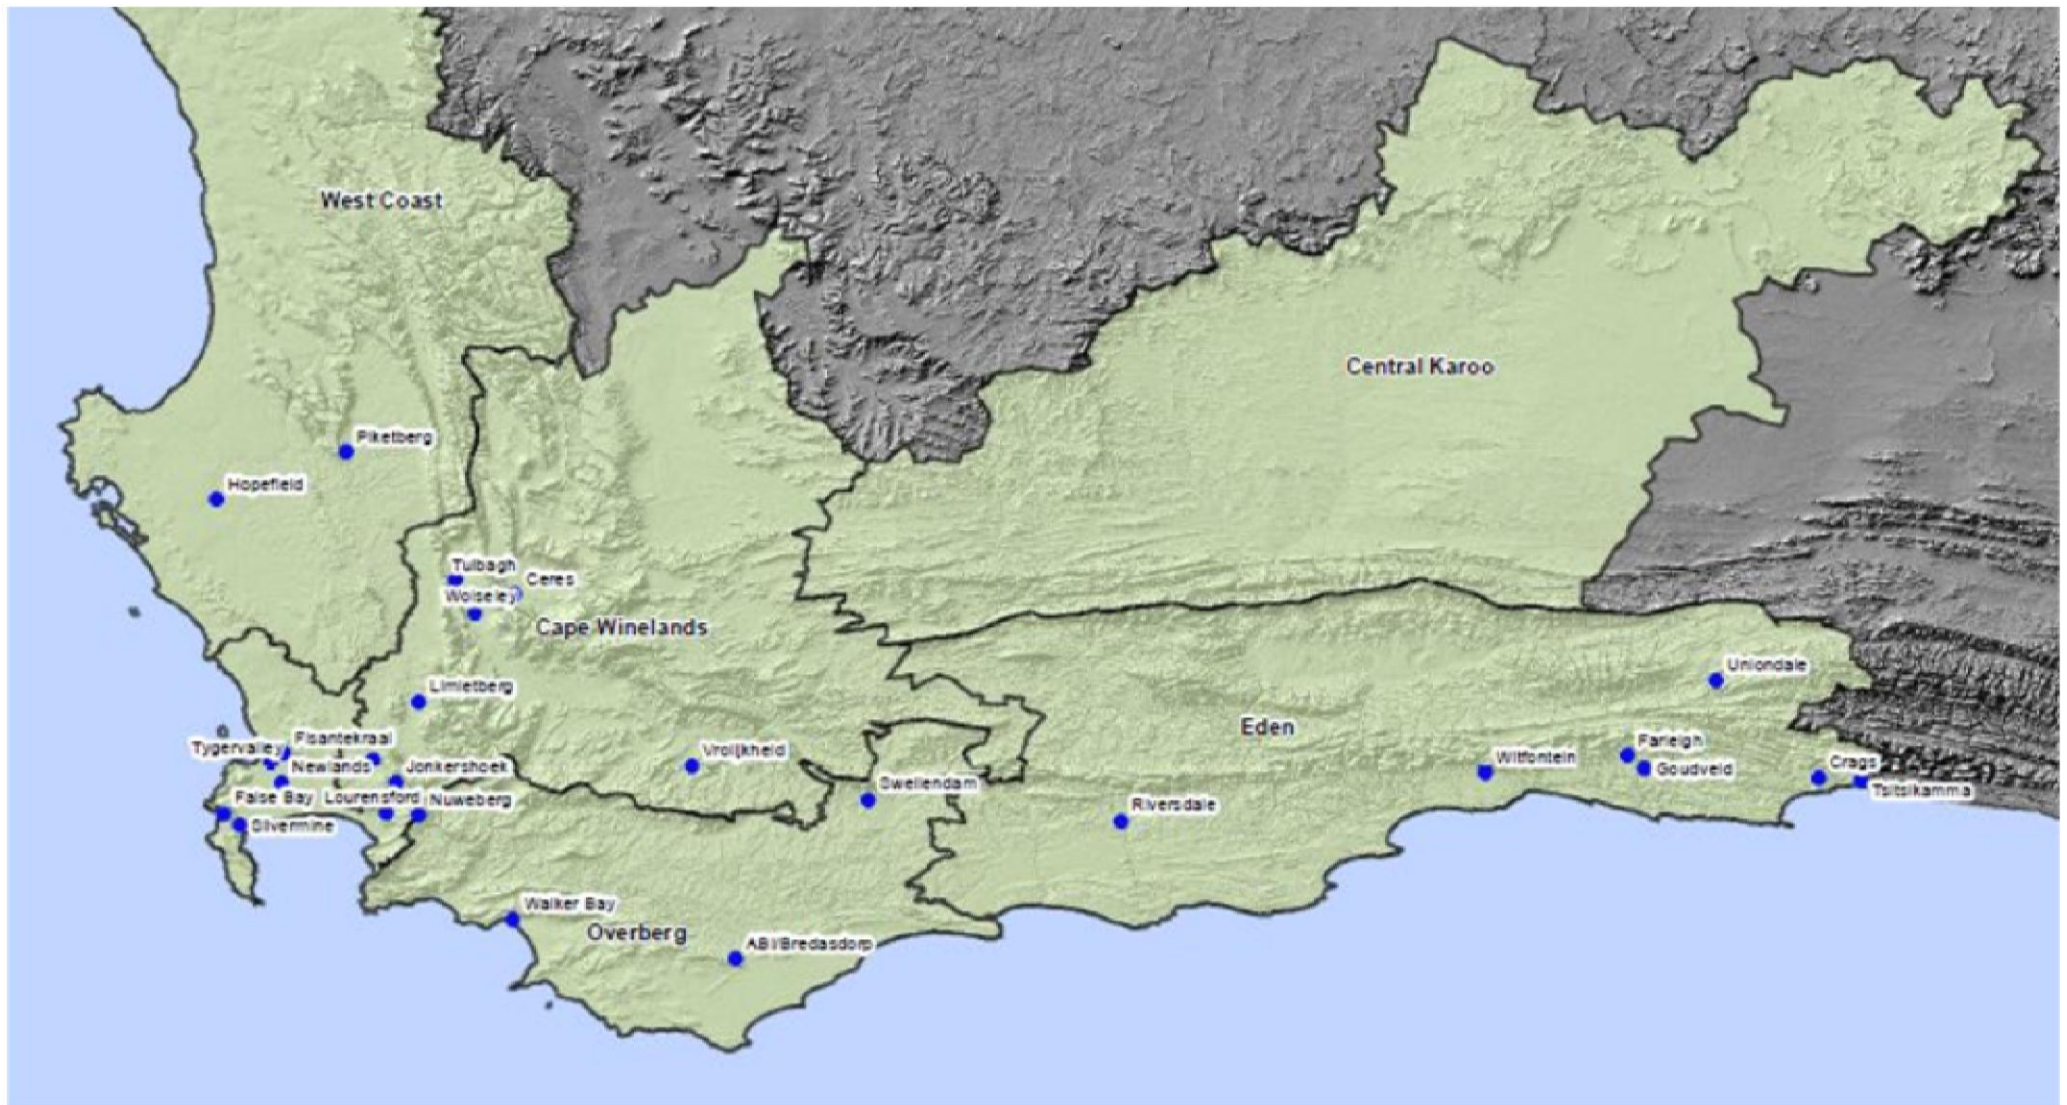 West Coast
Central Karoo
Piketberg
Hopefield
Tulbagh
Ceres
Wolseley
Cape Winelands
Uniondale
Limietberg
Eden
Fisantekraal
Tygervalley
Vrolijkheid
Farleigh
Witfontein
Crags
Newlands
Jonkershoek
Goudveld
Swellendam
Tsitsikamma
False Bay
Lourensford
Nuweberg
Riversdale
Silvermine
Walker Bay
Overberg
ABI/Bredasdorp